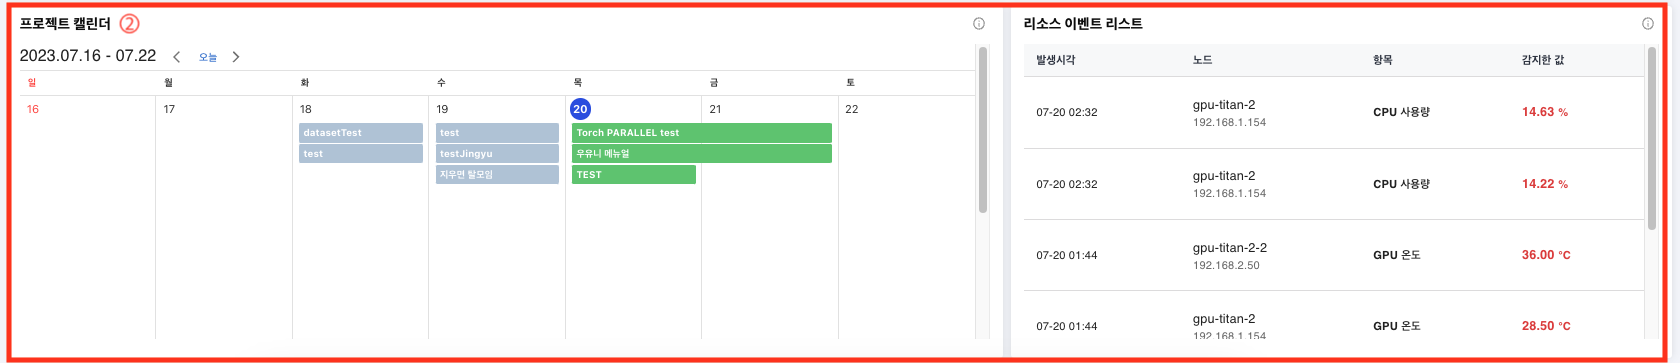 프로젝트 캘린더 ②
2023.07.16 - 07.22 오늘
일 월 화 수 목 금 토
16 17 18 19 20 21 22
datasetTest test Torch PARALLEL test
test testJingyu 우유니 메뉴얼
지우면 탈모임 TEST
리소스 이벤트 리스트
발생시각 노드 항목 감지한 값
gpu-titan-2
07-20 02:32 CPU 사용량 14.63 %
192.168.1.154
gpu-titan-2
07-20 02:32 CPU 사용량 14.22 %
192.168.1.154
gpu-titan-2-2
07-20 01:44 GPU 온도 36.00 °C
192.168.2.50
gpu-titan-2
07-20 01:44 GPU 온도 28.50 °C
192.168.1.154